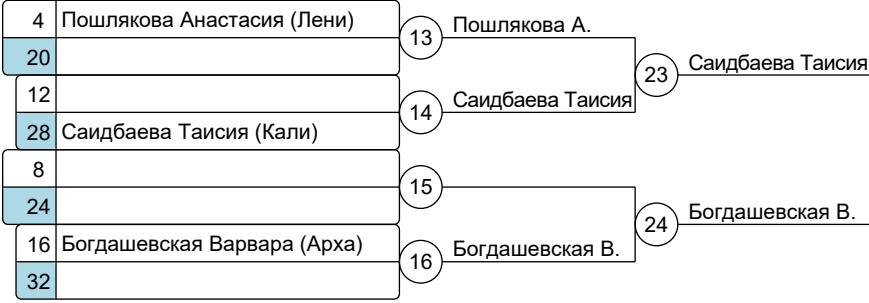 4 Пошлякова Анастасия (Лени)
20
13 Пошлякова А.
12
28 Саидбаева Таисия (Кали)
14 Саидбаева Таисия
23 Саидбаева Таисия
8
24
15
16 Богдашевская Варвара (Арха)
32
16 Богдашевская В.
24 Богдашевская В.